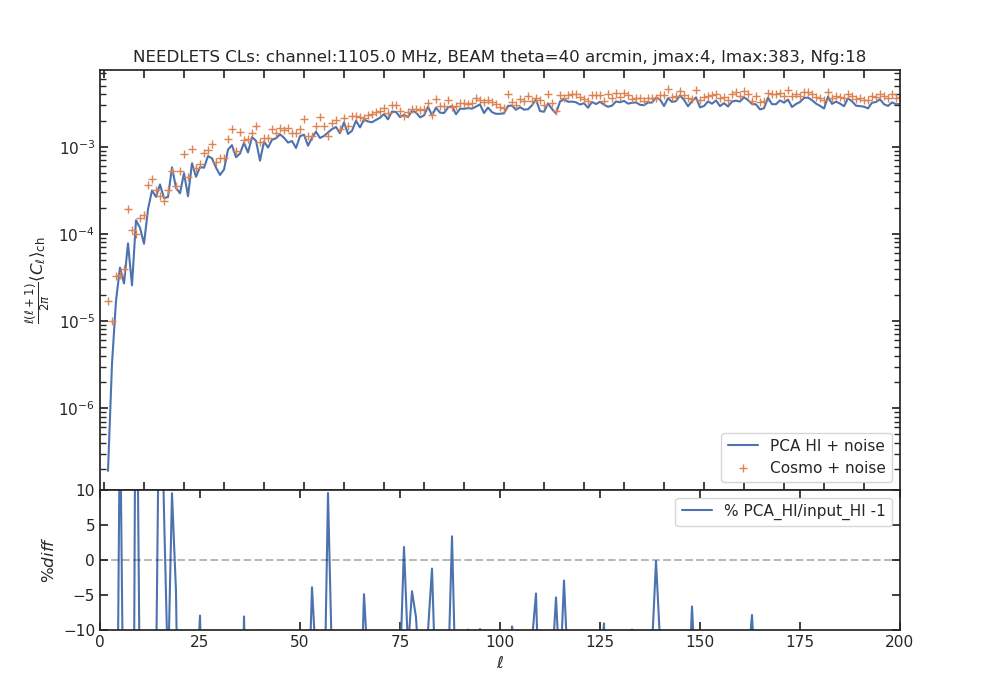 NEEDLETS CLs: channel:1105.0 MHz, BEAM theta=40 arcmin, jmax:4, lmax:383, Nfg:18
10⁻³
10⁻⁴
10⁻⁵
10⁻⁶
ℓ(ℓ+1)/2π ⟨Cℓ⟩ch
PCA HI + noise
Cosmo + noise
10
5
0
−5
−10
%diff
% PCA_HI/input_HI -1
0 25 50 75 100 125 150 175 200
ℓ